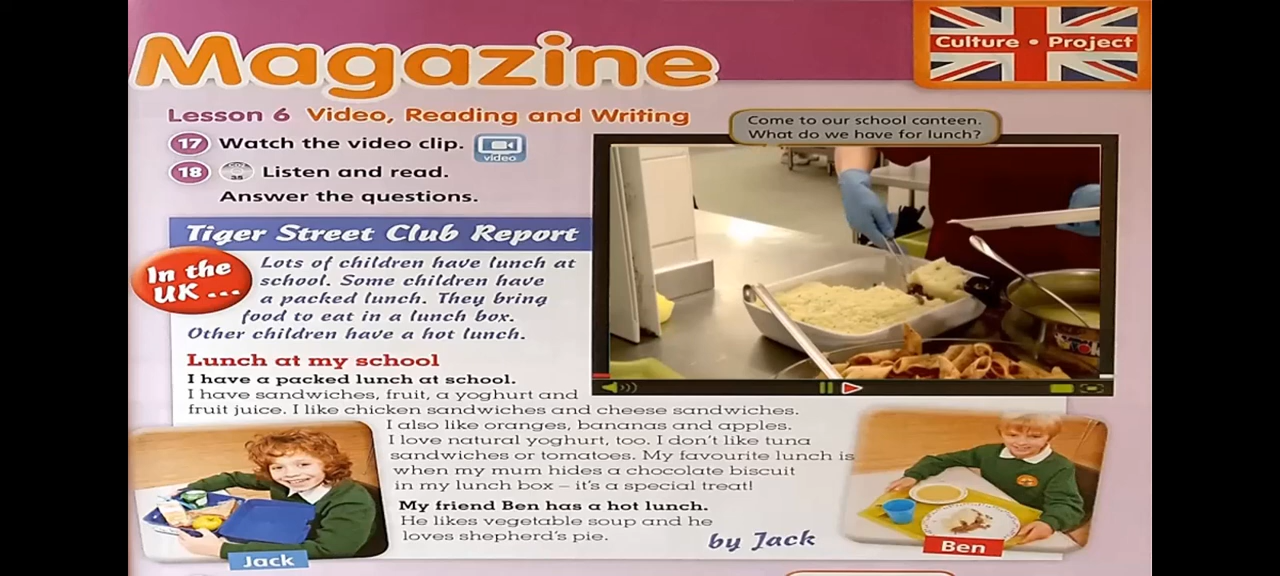 Magazine
Culture • Project
Lesson 6 Video, Reading and Writing
17 Watch the video clip.
video
18 Listen and read.
Answer the questions.
Come to our school canteen.
What do we have for lunch?
Tiger Street Club Report
In the
UK ...
Lots of children have lunch at
school. Some children have
a packed lunch. They bring
food to eat in a lunch box.
Other children have a hot lunch.
Lunch at my school
I have a packed lunch at school.
I have sandwiches, fruit, a yoghurt and
fruit juice. I like chicken sandwiches and cheese sandwiches.
I also like oranges, bananas and apples.
I love natural yoghurt, too. I don't like tuna
sandwiches or tomatoes. My favourite lunch is
when my mum hides a chocolate biscuit
in my lunch box – it's a special treat!
My friend Ben has a hot lunch.
He likes vegetable soup and he
loves shepherd's pie.
by Jack
Jack
Ben